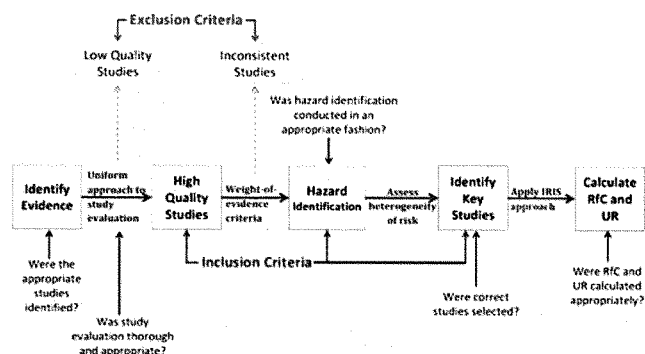 Exclusion Criteria
Low Quality
Studies
Inconsistent
Studies
Was hazard identification
conducted in an
appropriate fashion?
Identify
Evidence
Uniform
approach to
study
evaluation
High
Quality
Studies
Weight-of-
evidence
criteria
Hazard
Identification
Assess
heterogeneity
of risk
Identify
Key
Studies
Apply IRIS
approach
Calculate
RfC and
UR
Inclusion Criteria
Were the
appropriate
studies
identified?
Was study
evaluation thorough
and appropriate?
Were correct
studies selected?
Were RfC and
UR calculated
appropriately?